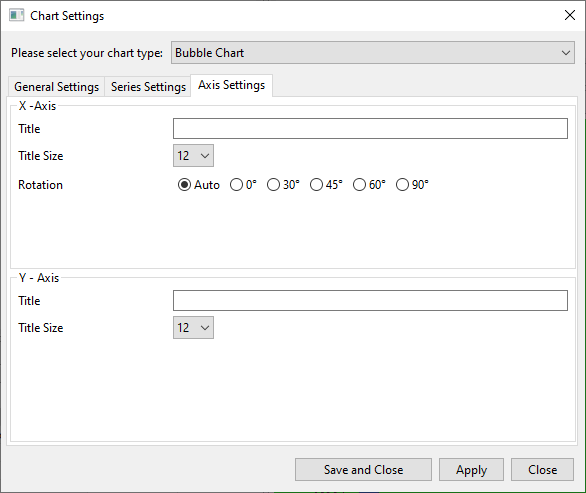 Chart Settings
Please select your chart type: Bubble Chart
General Settings Series Settings Axis Settings
X -Axis
Title
Title Size 12
Rotation Auto 0° 30° 45° 60° 90°
Y - Axis
Title
Title Size 12
Save and Close Apply Close